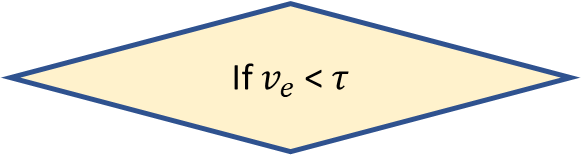 If 𝑣ₑ < 𝜏